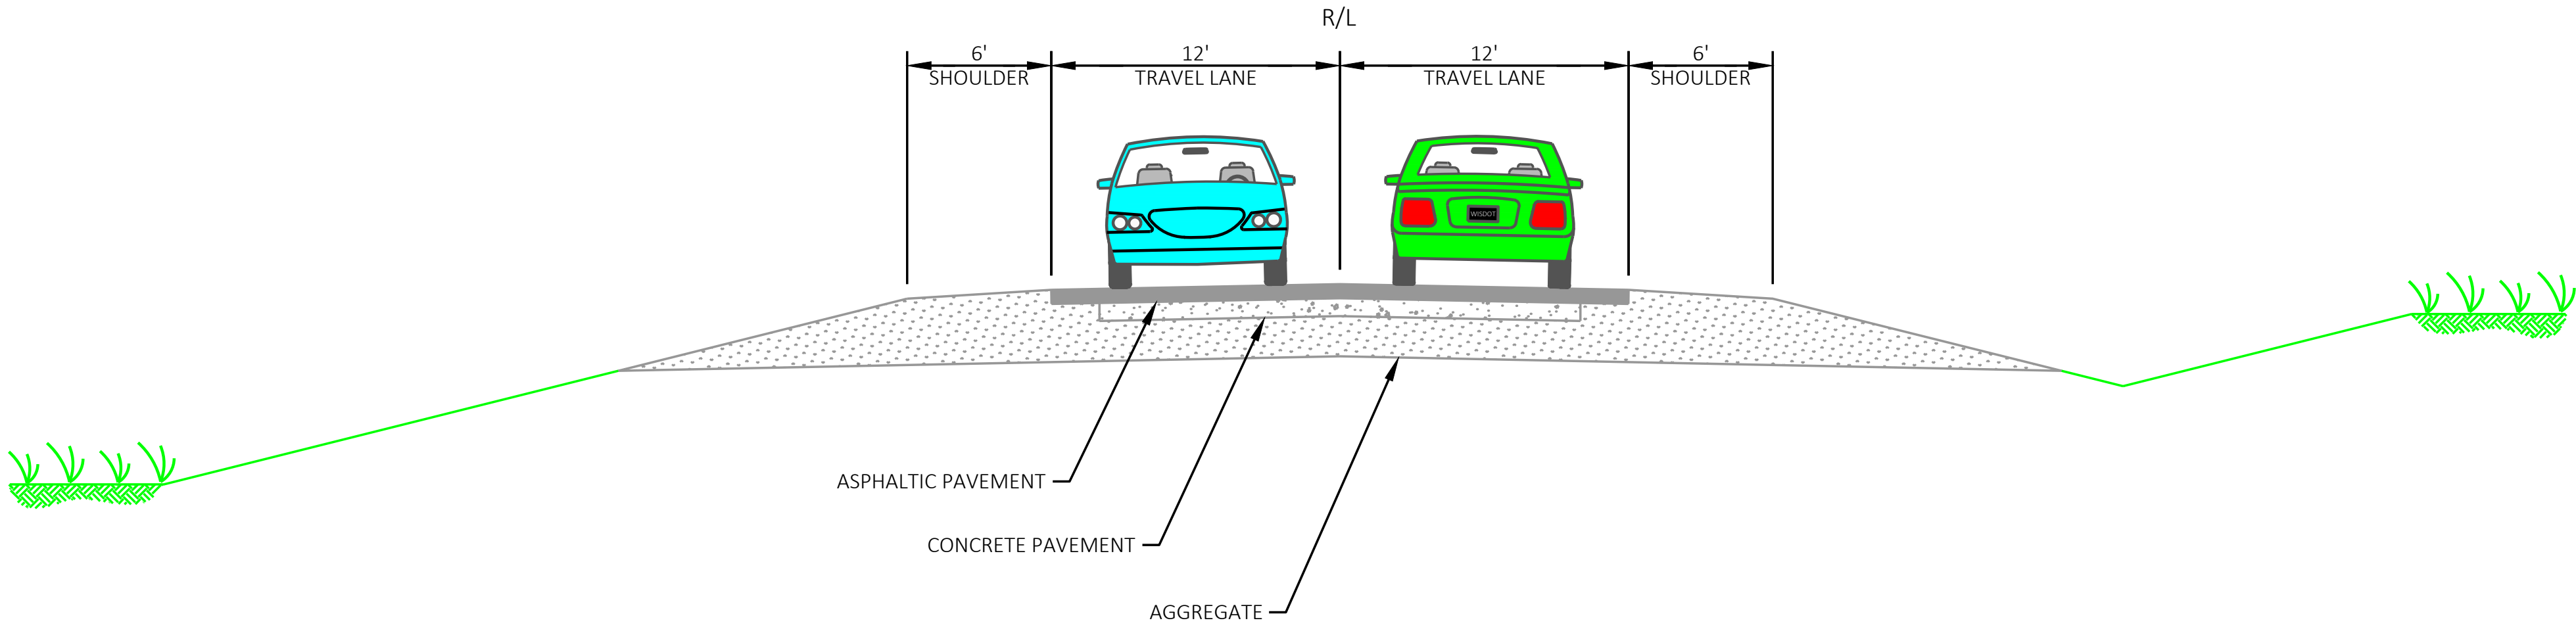 R/L
6'
12'
12'
6'
SHOULDER
TRAVEL LANE
TRAVEL LANE
SHOULDER
WISDOT
ASPHALTIC PAVEMENT
CONCRETE PAVEMENT
AGGREGATE